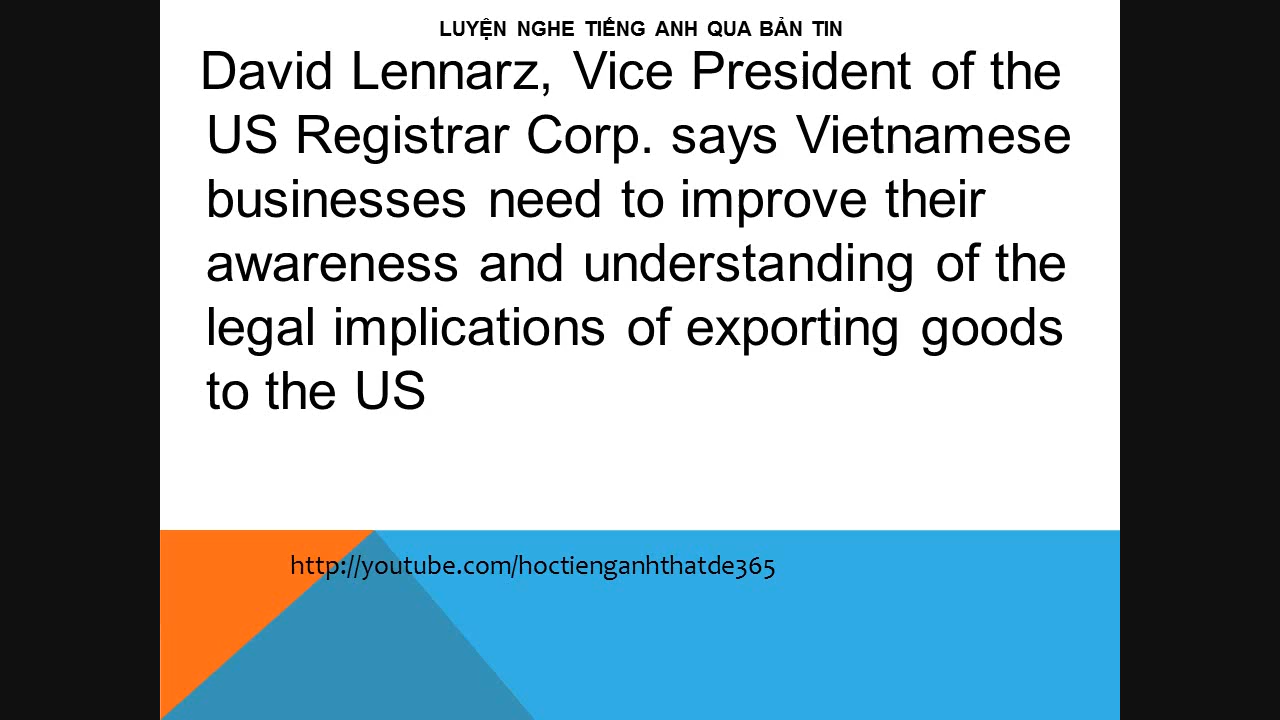 LUYỆN NGHE TIẾNG ANH QUA BẢN TIN
David Lennarz, Vice President of the
US Registrar Corp. says Vietnamese
businesses need to improve their
awareness and understanding of the
legal implications of exporting goods
to the US
http://youtube.com/hoctienganhthatde365